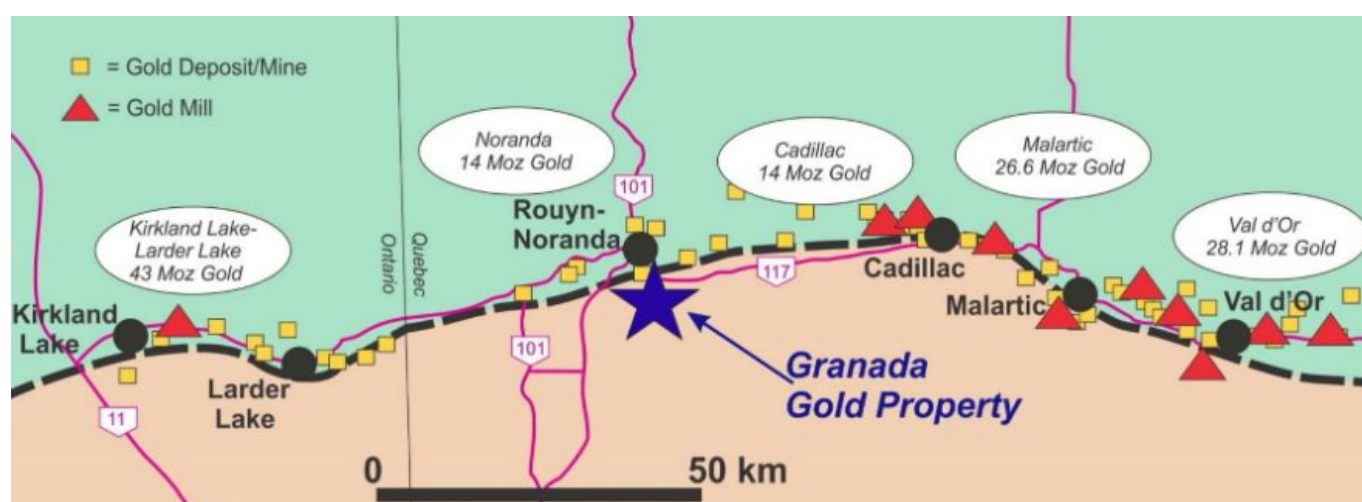 = Gold Deposit/Mine
= Gold Mill
Noranda
14 Moz Gold
Cadillac
14 Moz Gold
Malartic
26.6 Moz Gold
Kirkland Lake-
Larder Lake
43 Moz Gold
Val d'Or
28.1 Moz Gold
Ontario
Quebec
101
Rouyn-
Noranda
117
Cadillac
Malartic
Val d'Or
Kirkland
Lake
Larder
Lake
101
11
Granada
Gold Property
0
50 km